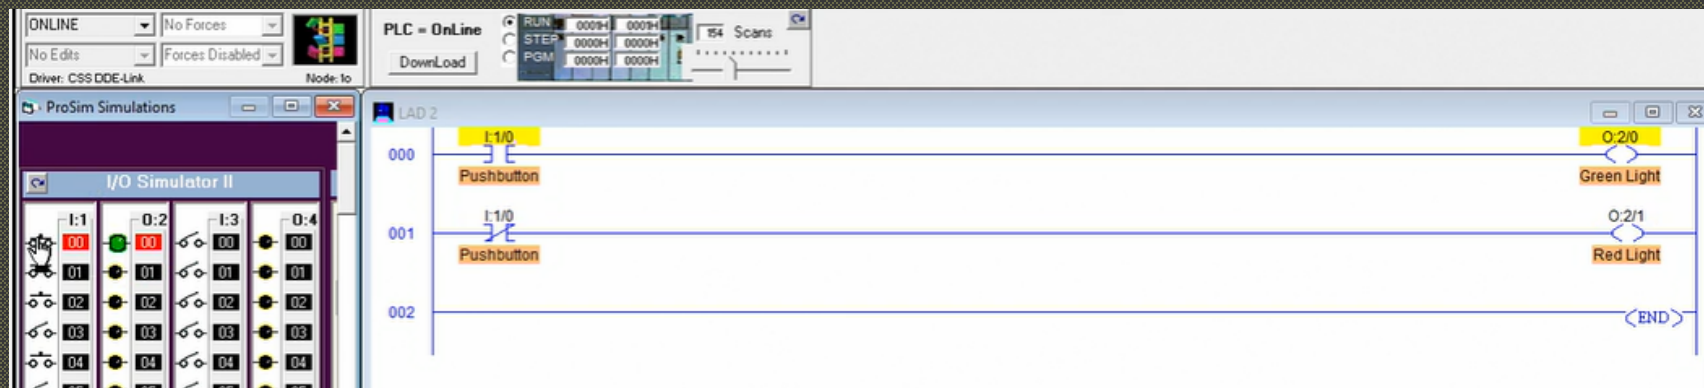 ONLINE No Forces
No Edits Forces Disabled
Driver: CSS DDE-Link Node: 1o
PLC = OnLine
DownLoad
RUN 0001H 0001H
STEP 0000H 0000H
PGM 0000H 0000H
154 Scans
ProSim Simulations
I/O Simulator II
I:1 O:2 I:3 O:4
00 00 00 00
01 01 01 01
02 02 02 02
03 03 03 03
04 04 04 04
LAD 2
I:1/0 O:2/0
000
Pushbutton Green Light
I:1/0 O:2/1
001
Pushbutton Red Light
002 END